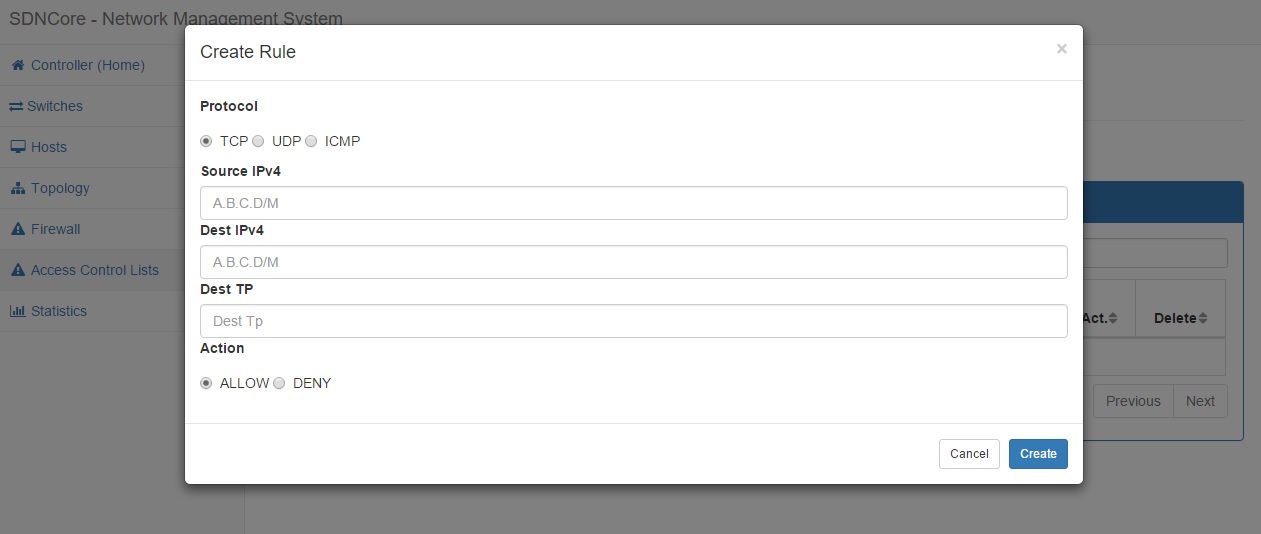 SDNCore - Network Management System
Controller (Home)
Switches
Hosts
Topology
Firewall
Access Control Lists
Statistics
Create Rule
×
Protocol
TCP UDP ICMP
Source IPv4
A.B.C.D/M
Dest IPv4
A.B.C.D/M
Dest TP
Dest Tp
Action
ALLOW DENY
Cancel Create
Act. Delete
Previous Next